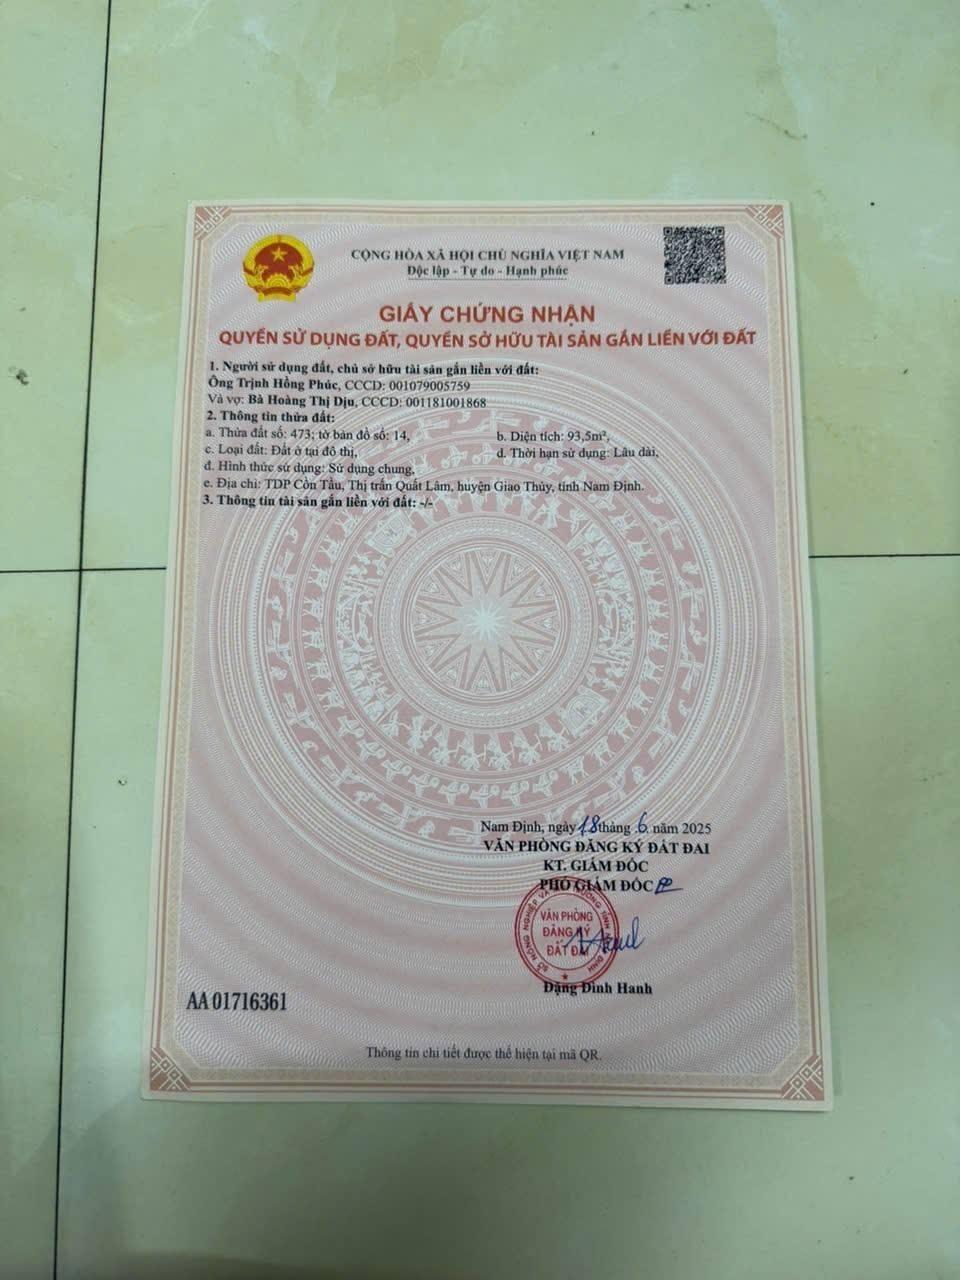 CỘNG HÒA XÃ HỘI CHỦ NGHĨA VIỆT NAM
Độc lập - Tự do - Hạnh phúc
GIẤY CHỨNG NHẬN
QUYỀN SỬ DỤNG ĐẤT, QUYỀN SỞ HỮU TÀI SẢN GẮN LIỀN VỚI ĐẤT
1. Người sử dụng đất, chủ sở hữu tài sản gắn liền với đất:
Ông Trịnh Hồng Phúc, CCCD: 001079005759
Và vợ: Bà Hoàng Thị Dịu, CCCD: 001181001868
2. Thông tin thửa đất:
a. Thửa đất số: 473; tờ bản đồ số: 14, b. Diện tích: 93,5m²,
c. Loại đất: Đất ở tại đô thị, d. Thời hạn sử dụng: Lâu dài,
đ. Hình thức sử dụng: Sử dụng chung,
e. Địa chỉ: TDP Cồn Tầu, Thị trấn Quất Lâm, huyện Giao Thủy, tỉnh Nam Định.
3. Thông tin tài sản gắn liền với đất: -/-
Nam Định, ngày 18 tháng 6 năm 2025
VĂN PHÒNG ĐĂNG KÝ ĐẤT ĐAI
KT. GIÁM ĐỐC
PHÓ GIÁM ĐỐC
VĂN PHÒNG
ĐĂNG KÝ
ĐẤT ĐAI
Đặng Đình Hanh
AA 01716361
Thông tin chi tiết được thể hiện tại mã QR.